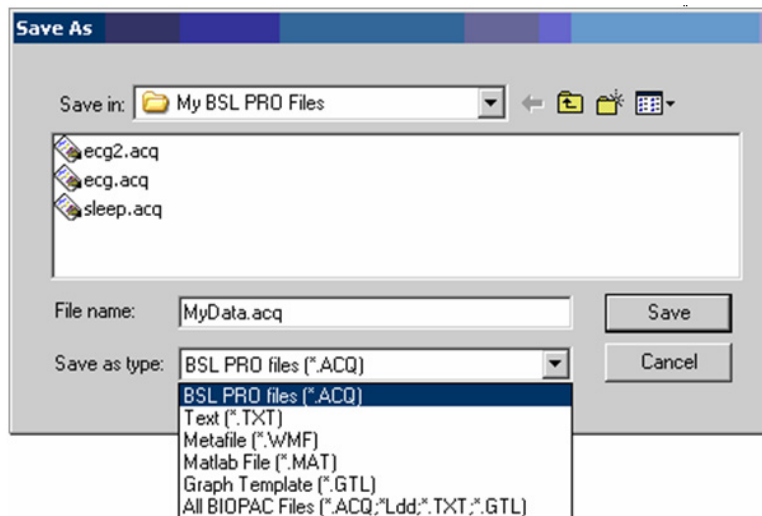 Save As
Save in: My BSL PRO Files
ecg2.acq
ecg.acq
sleep.acq
File name: MyData.acq Save
Save as type: BSL PRO files (*.ACQ) Cancel
BSL PRO files (*.ACQ)
Text (*.TXT)
Metafile (*.WMF)
Matlab File (*.MAT)
Graph Template (*.GTL)
All BIOPAC Files (*.ACQ;*Ldd;*.TXT;*.GTL)